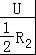 U
1/2 R₂